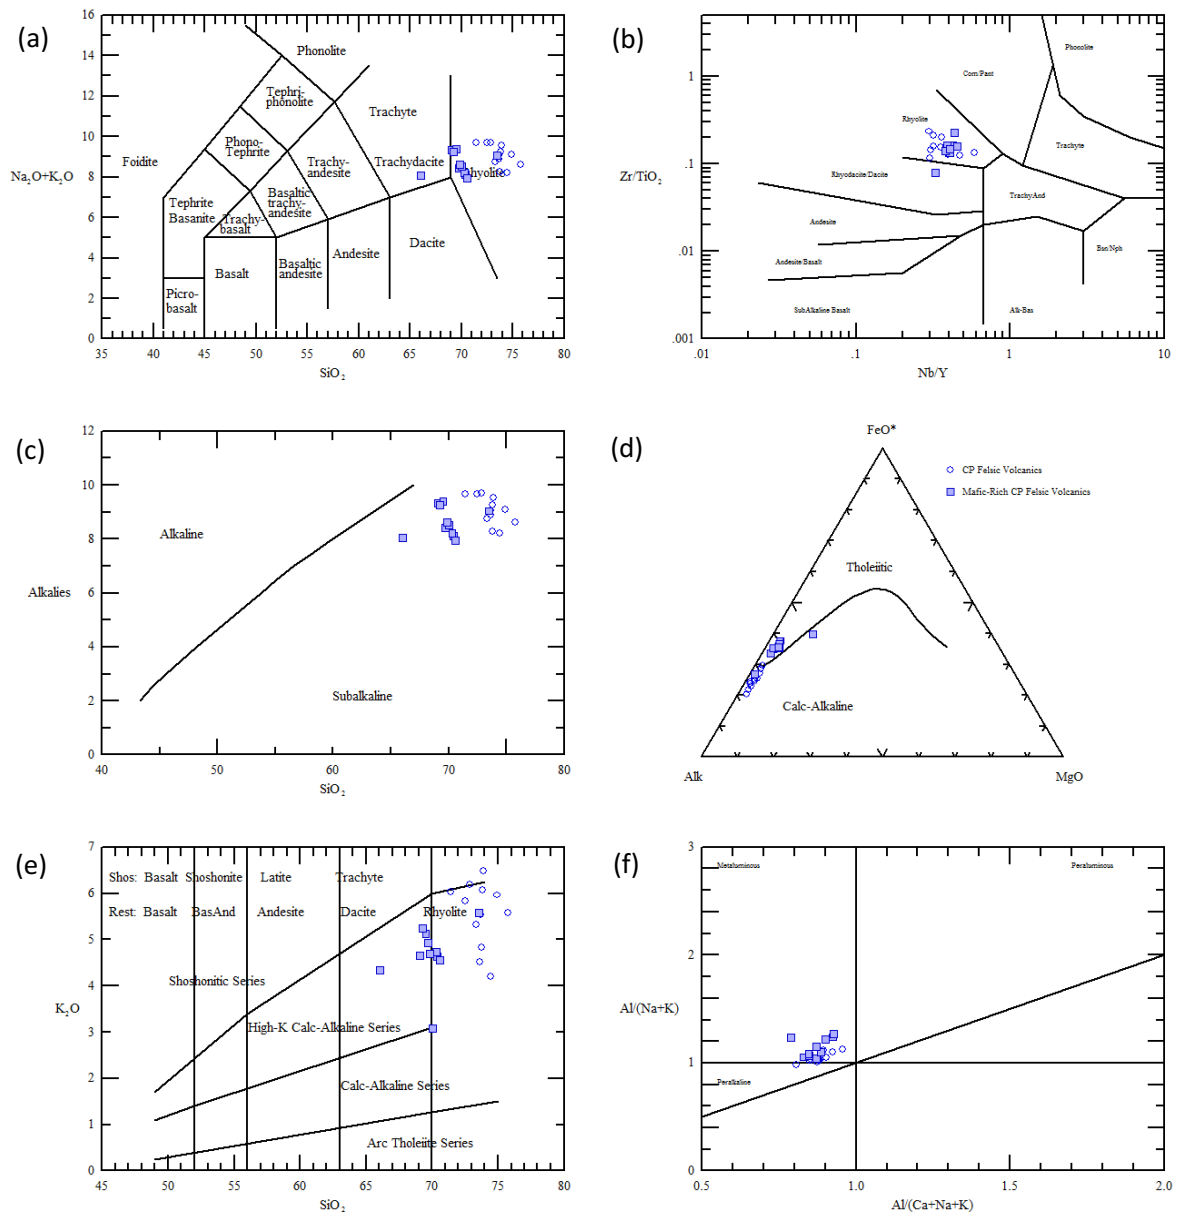 (a)
16
14
12
10
8
6
4
2
0
Na2O+K2O
Phonolite
Tephri-
phonolite
Trachyte
Phono-
Tephrite
Foidite
Trachy-
andesite
Trachydacite
Rhyolite
Tephrite
Basanite
Basaltic
trachy-
andesite
Trachy-
basalt
Dacite
Andesite
Basalt
Basaltic
andesite
Picro-
basalt
35 45 50 55 60 65 70 75 80
SiO2
(b)
1
0.1
.01
.001
Zr/TiO2
Phonolite
Com/Pant
Rhyolite
Trachyte
Rhyodacite/Dacite
TrachyAnd
Andesite
Bsn/Nph
Andesite/Basalt
SubAlkaline Basalt
Alk-Bas
.01 .1 1 10
Nb/Y
(c)
12
10
8
6
4
2
0
Alkalies
Alkaline
Subalkaline
40 50 60 70 80
SiO2
(d)
FeO*
CP Felsic Volcanics
Mafic-Rich CP Felsic Volcanics
Tholeiitic
Calc-Alkaline
Alk
MgO
(e)
7
6
5
4
3
2
1
0
K2O
Shos: Basalt Shoshonite Latite Trachyte
Rest: Basalt BasAnd Andesite Dacite Rhyolite
Shoshonitic Series
High-K Calc-Alkaline Series
Calc-Alkaline Series
Arc Tholeiite Series
45 50 55 60 65 70 75 80
SiO2
(f)
3
2
1
0
Al/(Na+K)
Metaluminous
Peraluminous
Peralkaline
0.5 1.0 1.5 2.0
Al/(Ca+Na+K)